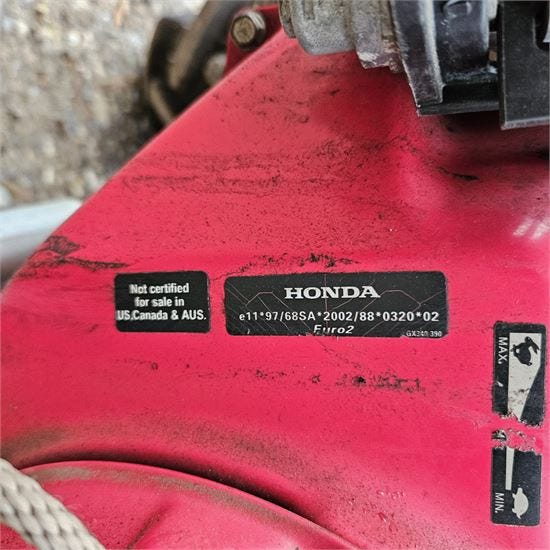 Not certified
for sale in
US,Canada & AUS.
HONDA
e11*97/68SA*2002/88*0320*02
Euro2
GX340 390
MAX.
MIN.